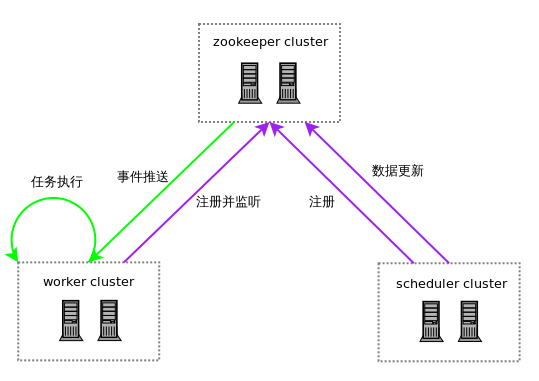 zookeeper cluster
事件推送
数据更新
任务执行
注册并监听
注册
worker cluster
scheduler cluster